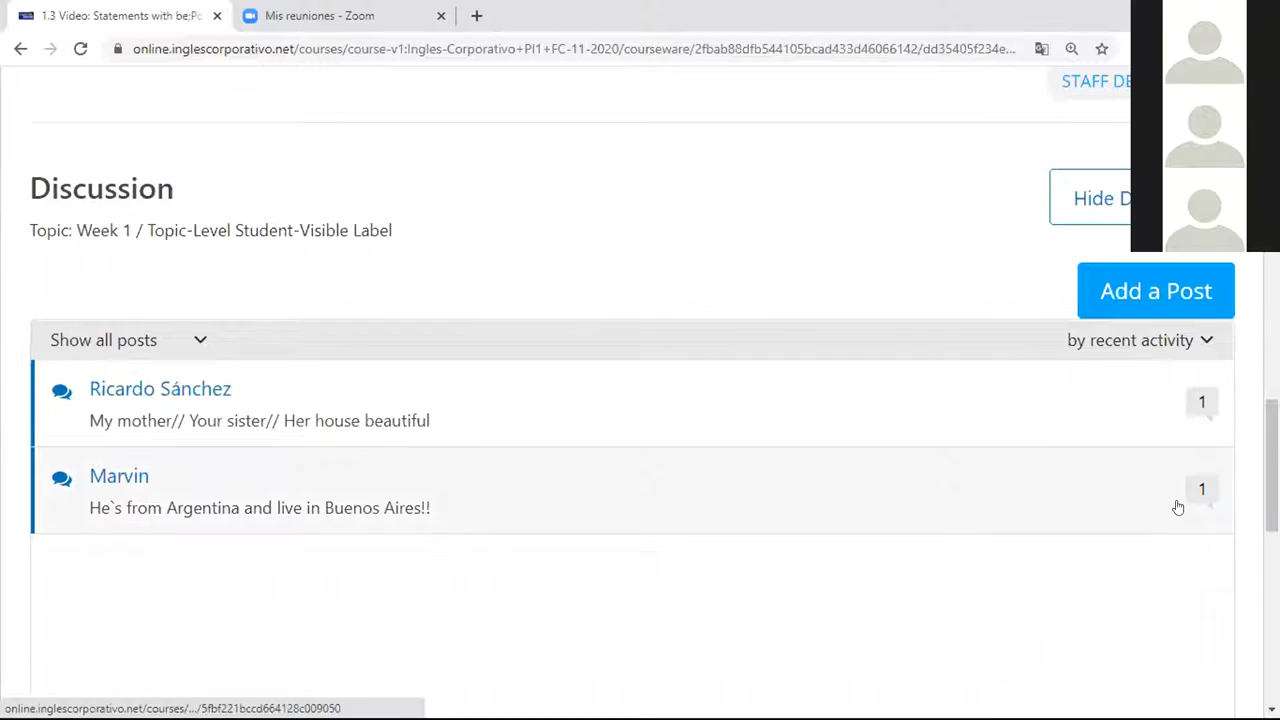 1.3 Video: Statements with be;Po
Mis reuniones - Zoom
online.inglescorporativo.net/courses/course-v1:Ingles-Corporativo+PI1+FC-11-2020/courseware/2fbab88dfb544105bcad433d46066142/dd35405f234e...
STAFF DE
Discussion
Hide D
Topic: Week 1 / Topic-Level Student-Visible Label
Add a Post
Show all posts
by recent activity
Ricardo Sánchez
1
My mother// Your sister// Her house beautiful
Marvin
1
He`s from Argentina and live in Buenos Aires!!
online.inglescorporativo.net/courses/.../5fbf221bccd664128c009050